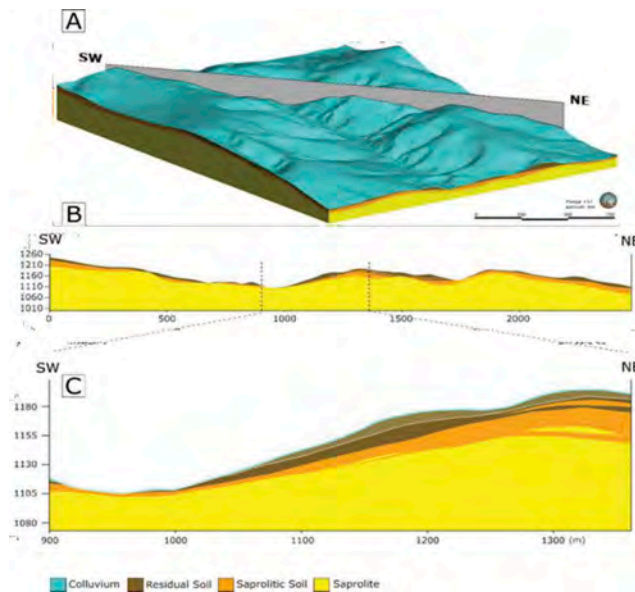 A
SW
NE
B
SW
NE
1260
1210
1160
1110
1060
1010
0 500 1000 1500 2000
SW
NE
C
1180
1155
1130
1105
1080
900 1000 1100 1200 1300 (m)
Colluvium Residual Soil Saprolitic Soil Saprolite